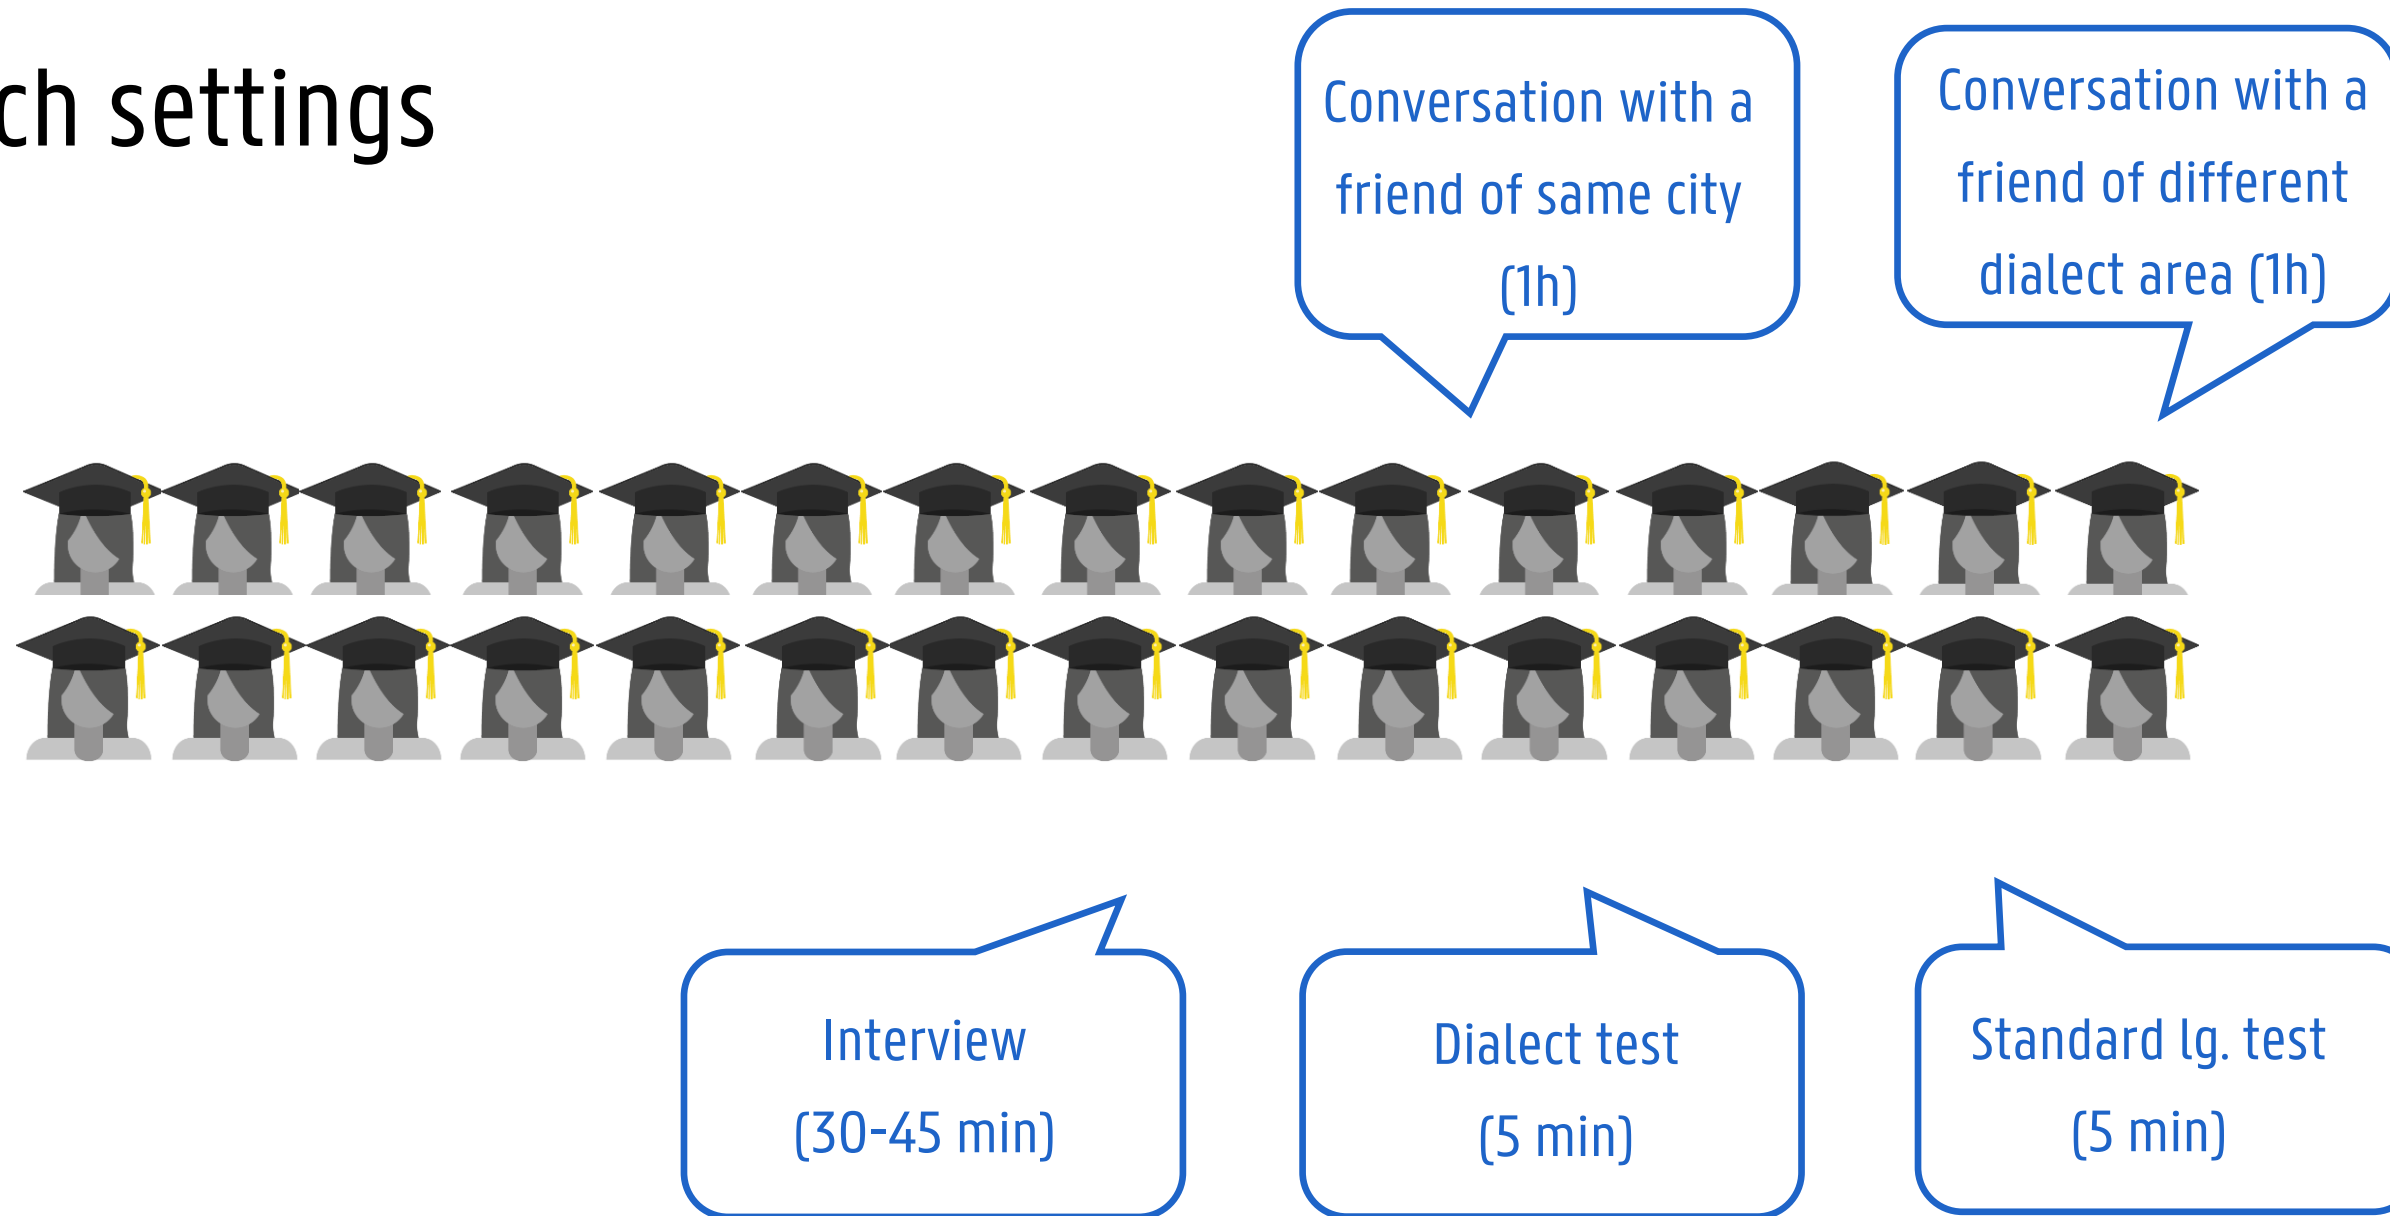 ch settings
Conversation with a
friend of same city
(1h)
Conversation with a
friend of different
dialect area (1h)
Interview
(30-45 min)
Dialect test
(5 min)
Standard lg. test
(5 min)